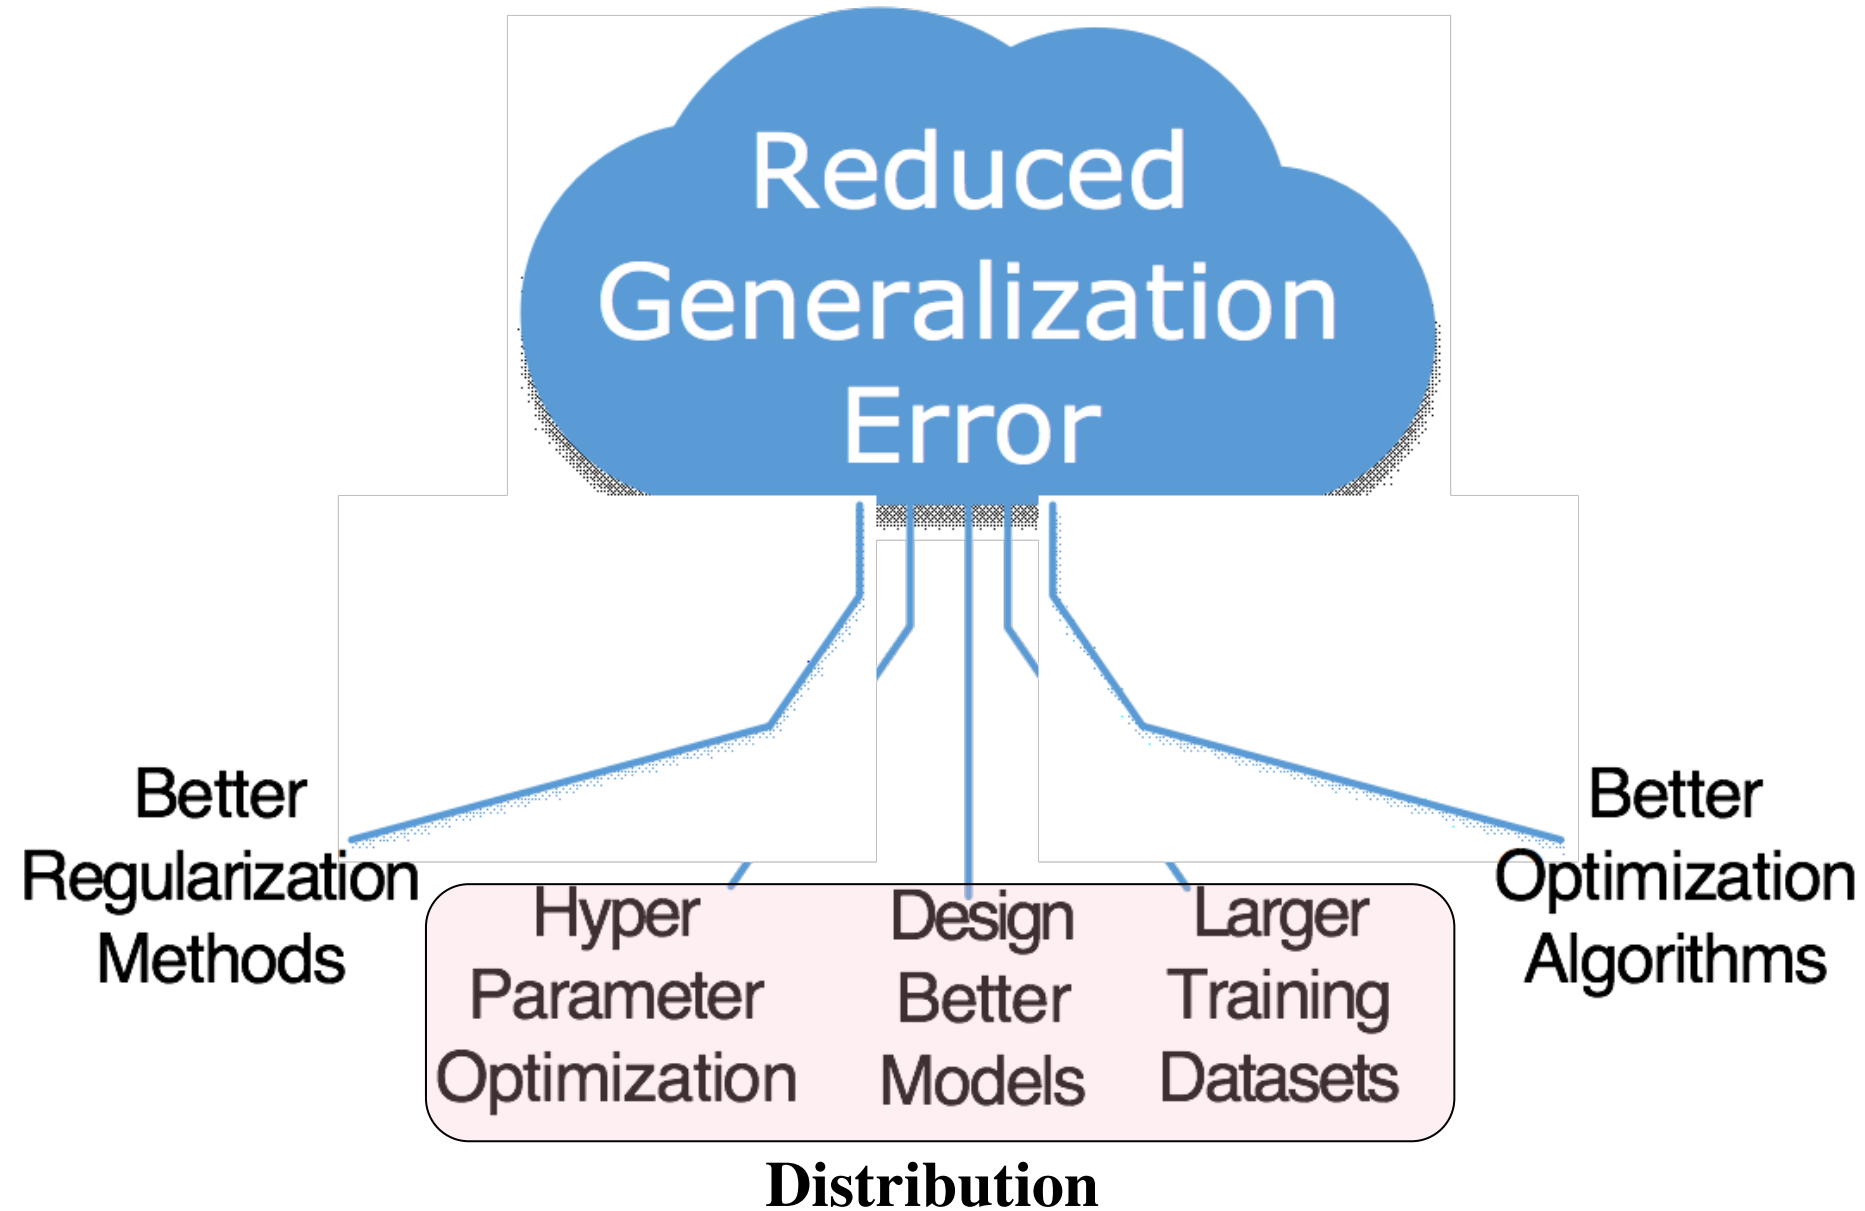 Reduced
Generalization
Error
Better
Regularization
Methods
Hyper
Parameter
Optimization
Design
Better
Models
Larger
Training
Datasets
Better
Optimization
Algorithms
Distribution